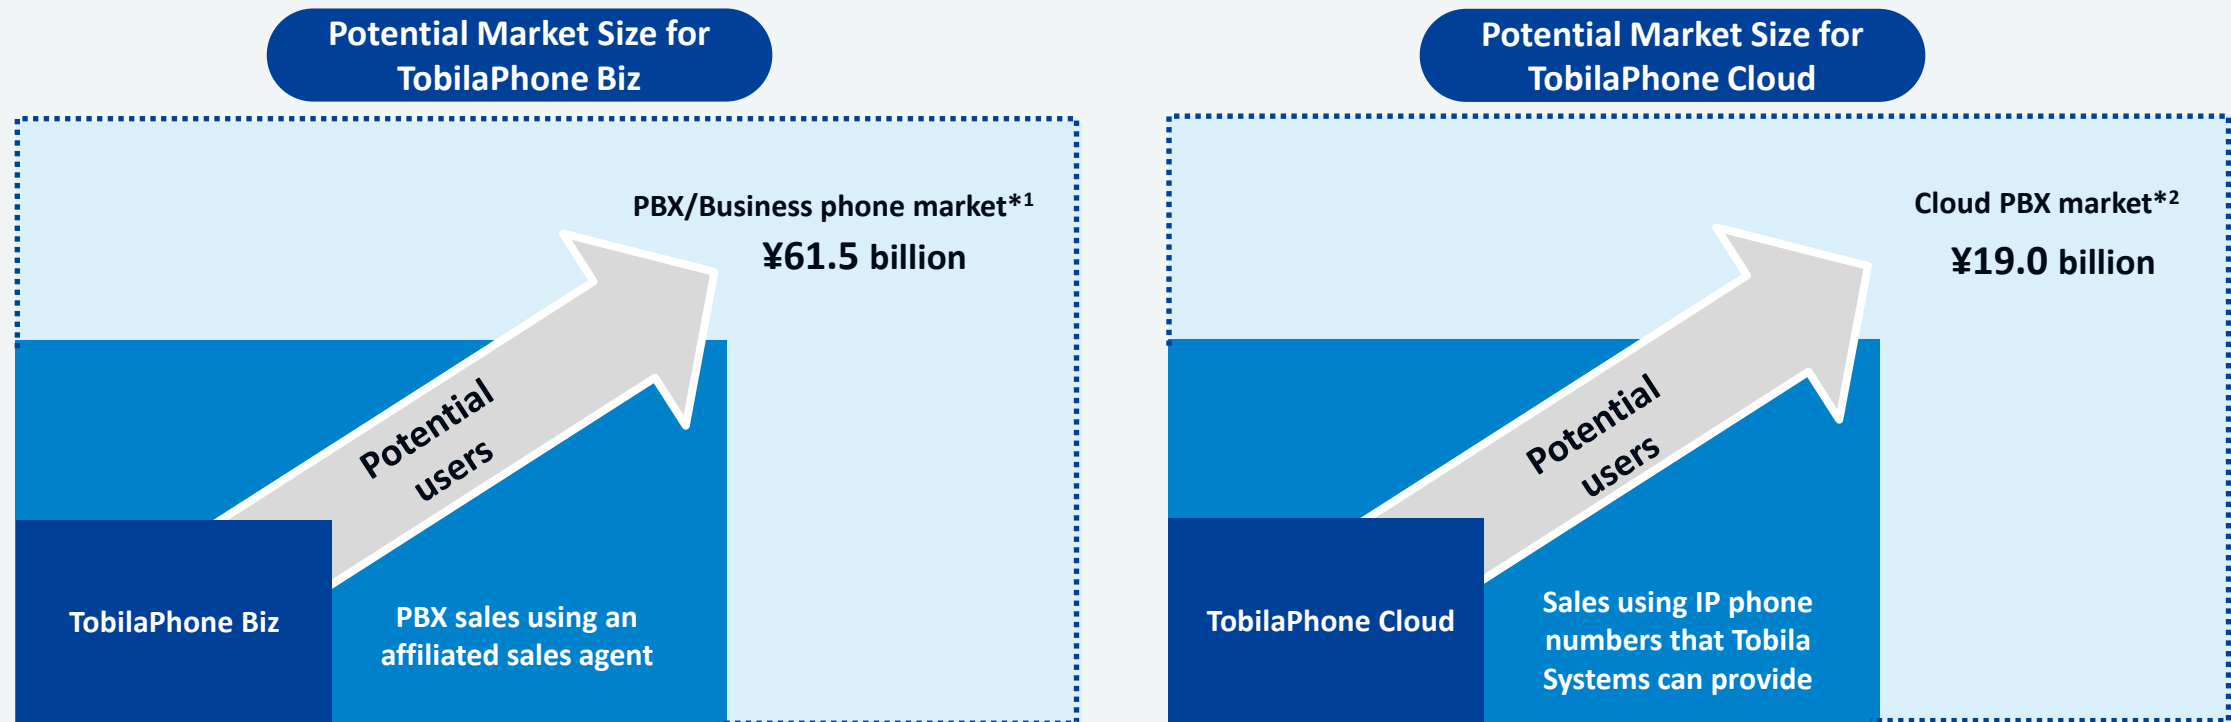 Potential Market Size for
TobilaPhone Biz
PBX/Business phone market*1
¥61.5 billion
Potential
users
TobilaPhone Biz
PBX sales using an
affiliated sales agent
Potential Market Size for
TobilaPhone Cloud
Cloud PBX market*2
¥19.0 billion
Potential
users
TobilaPhone Cloud
Sales using IP phone
numbers that Tobila
Systems can provide